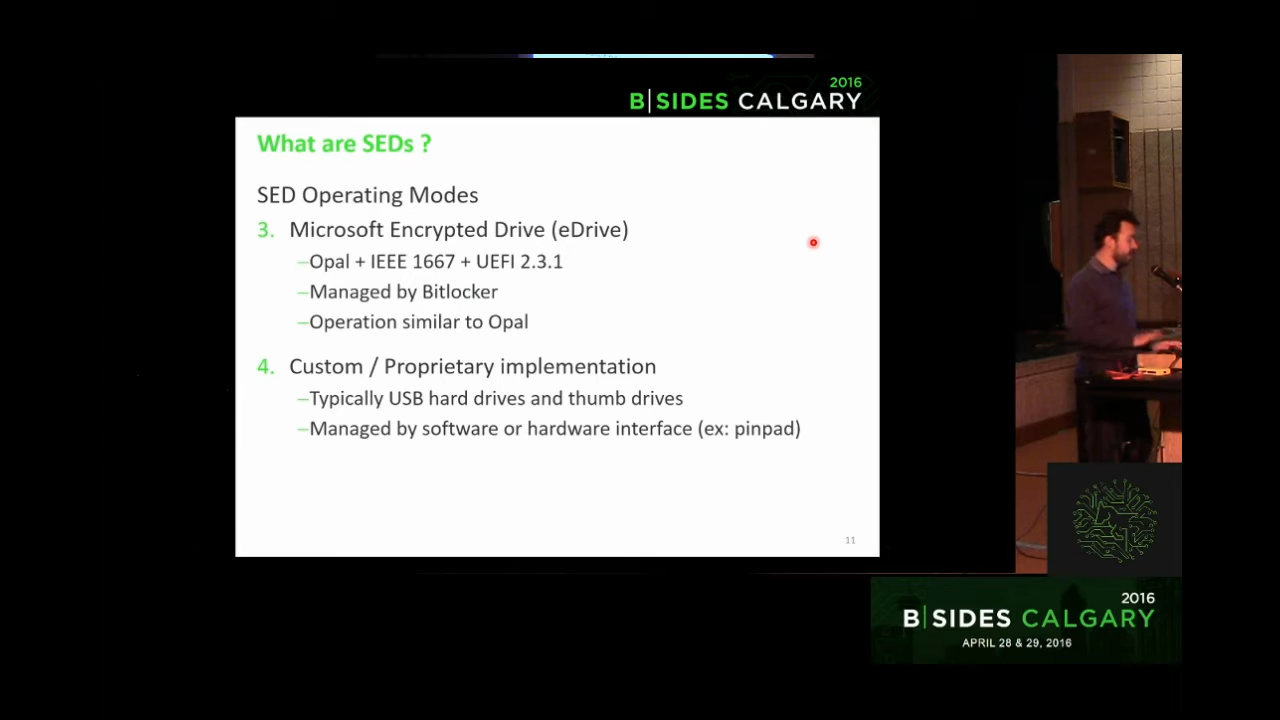 2016
B|SIDES CALGARY
What are SEDs ?
SED Operating Modes
3. Microsoft Encrypted Drive (eDrive)
–Opal + IEEE 1667 + UEFI 2.3.1
–Managed by Bitlocker
–Operation similar to Opal
4. Custom / Proprietary implementation
–Typically USB hard drives and thumb drives
–Managed by software or hardware interface (ex: pinpad)
11
2016
B|SIDES CALGARY
APRIL 28 & 29, 2016